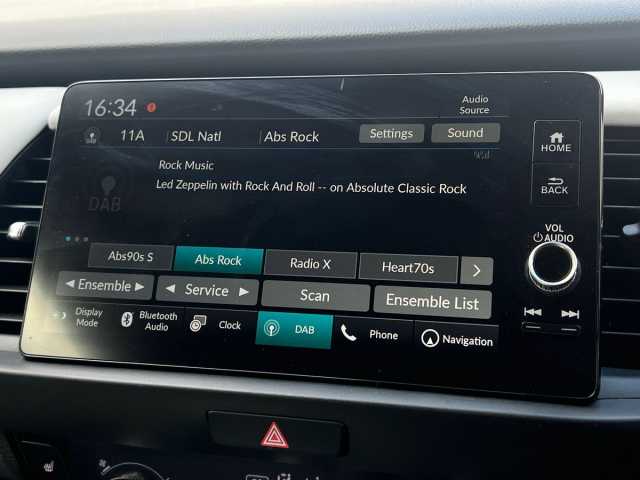 16:34
Audio Source
11A SDL Natl Abs Rock Settings Sound
HOME
DAB
Rock Music
Led Zeppelin with Rock And Roll -- on Absolute Classic Rock
BACK
VOL
AUDIO
Abs90s S Abs Rock Radio X Heart70s
Ensemble Service Scan Ensemble List
Display Mode Bluetooth Audio Clock DAB Phone Navigation